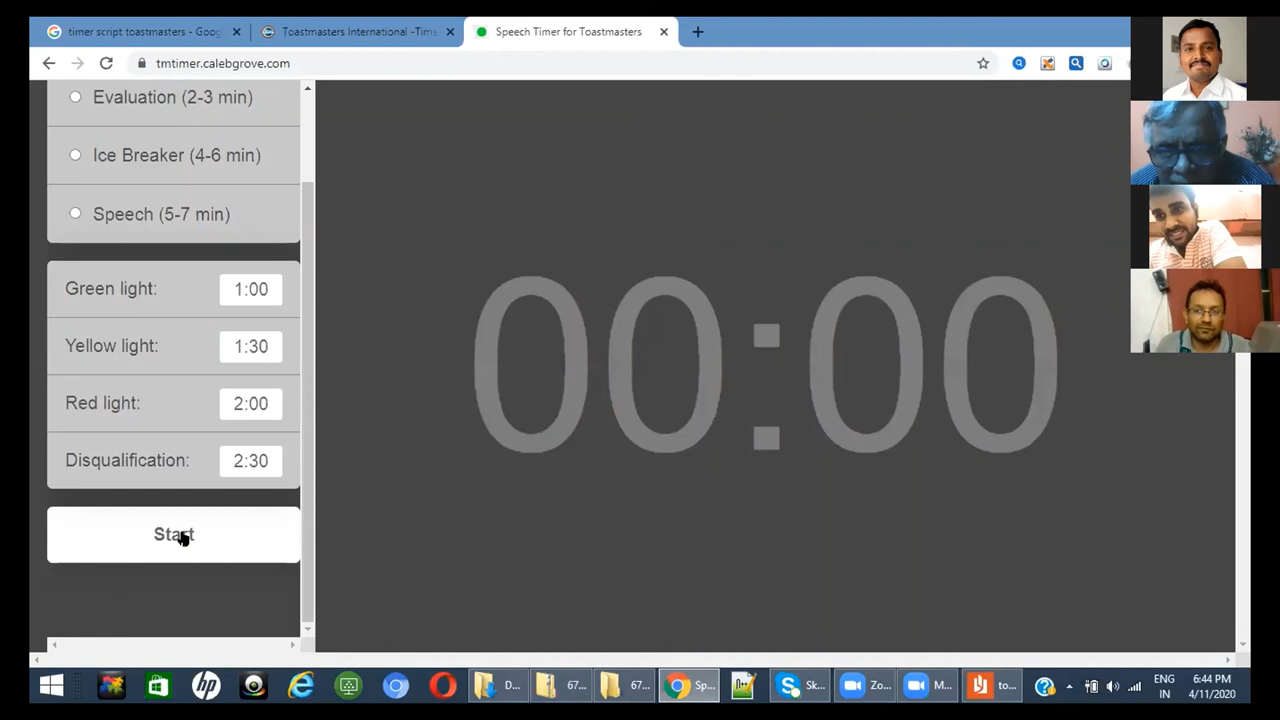 timer script toastmasters - Goog
Toastmasters International -Time
Speech Timer for Toastmasters
tmtimer.calebgrove.com
Evaluation (2-3 min)
Ice Breaker (4-6 min)
Speech (5-7 min)
Green light: 1:00
Yellow light: 1:30
Red light: 2:00
Disqualification: 2:30
Start
00:00
D...
67...
67...
Sp...
Sk...
Zo...
M...
to...
ENG
IN
6:44 PM
4/11/2020